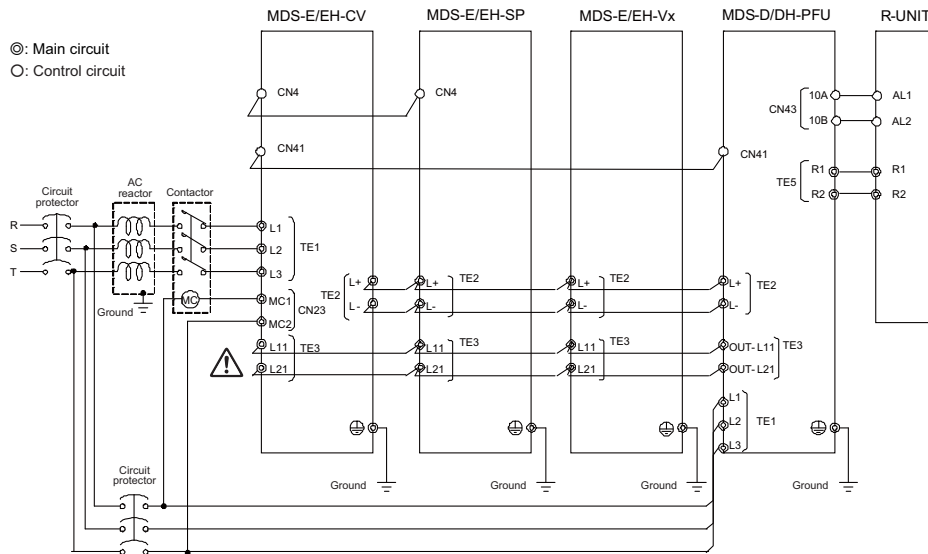 MDS-E/EH-CV
MDS-E/EH-SP
MDS-E/EH-Vx
MDS-D/DH-PFU
R-UNIT
◎: Main circuit
○: Control circuit
CN4
CN4
CN43
10A
AL1
10B
AL2
CN41
CN41
TE5
R1
R1
R2
R2
Circuit
protector
AC
reactor
Contactor
R
S
T
L1
L2
L3
TE1
MC
MC1
MC2
CN23
Ground
TE2
L+
L-
L+
L-
TE2
L+
L-
TE2
L+
L-
TE2
L11
L21
TE3
L11
L21
TE3
L11
L21
TE3
OUT- L11
OUT- L21
TE3
L1
L2
L3
TE1
Ground
Ground
Ground
Ground
Circuit
protector